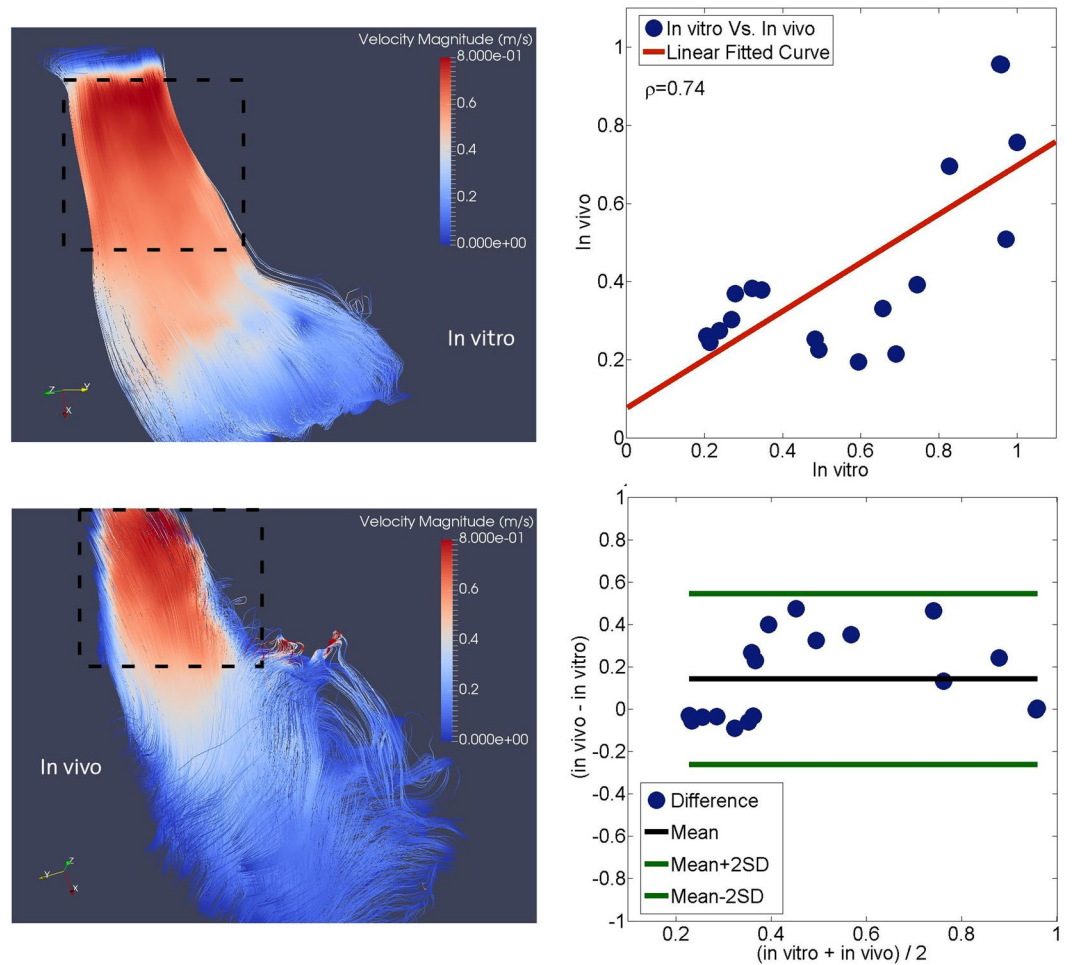 Velocity Magnitude (m/s)
8.000e-01
0.6
0.4
0.2
0.000e+00
In vitro
Z
Y
X
In vitro Vs. In vivo
Linear Fitted Curve
ρ=0.74
1
0.8
0.6
0.4
0.2
0
In vivo
0 0.2 0.4 0.6 0.8 1
In vitro
Velocity Magnitude (m/s)
8.000e-01
0.6
0.4
0.2
0.000e+00
In vivo
Z
Y
X
1
0.8
0.6
0.4
0.2
0
-0.2
-0.4
-0.6
-0.8
-1
(in vivo - in vitro)
Difference
Mean
Mean+2SD
Mean-2SD
0.2 0.4 0.6 0.8 1
(in vitro + in vivo) / 2